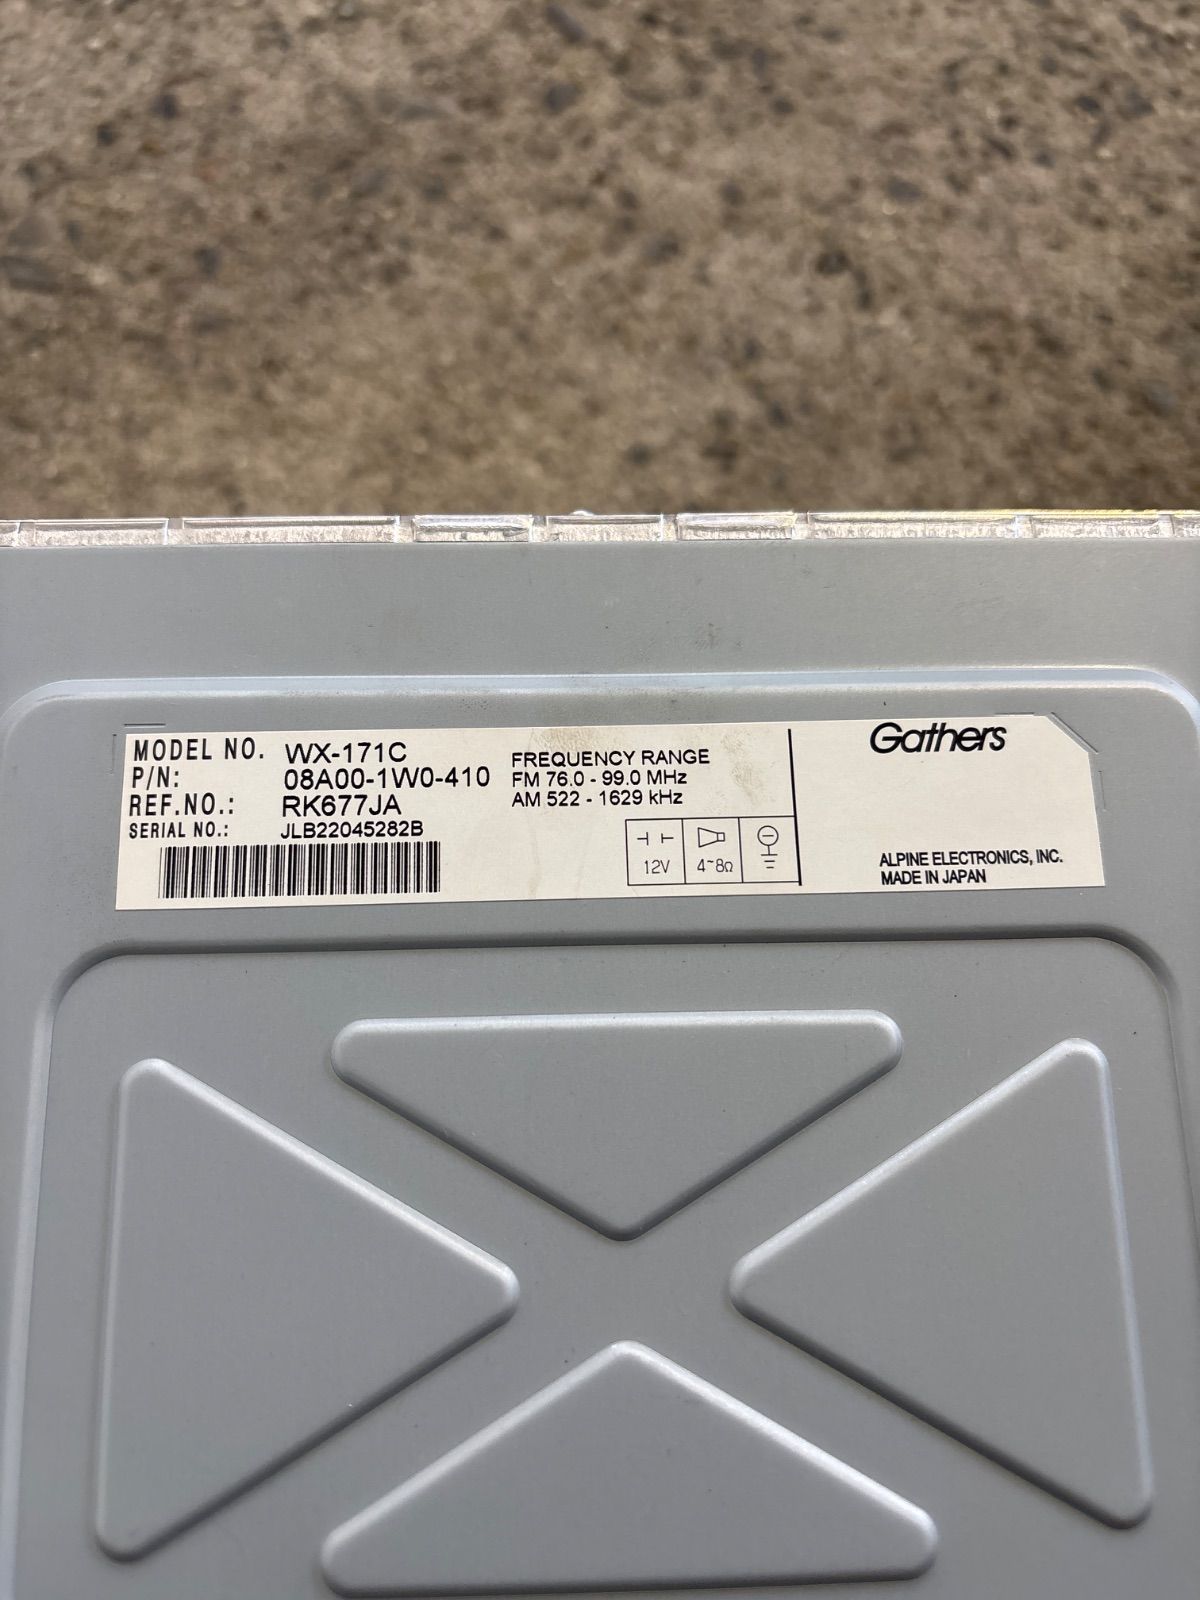 MODEL NO. WX-171C
P/N: 08A00-1W0-410
REF.NO.: RK677JA
SERIAL NO.: JLB22045282B
FREQUENCY RANGE
FM 76.0 - 99.0 MHz
AM 522 - 1629 kHz
12V
4~8Ω
Gathers
ALPINE ELECTRONICS, INC.
MADE IN JAPAN